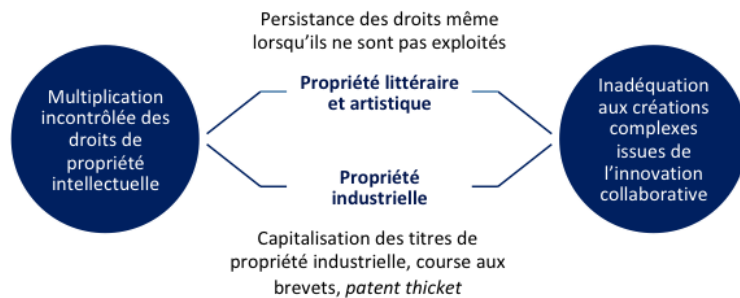 Persistance des droits même
lorsqu'ils ne sont pas exploités
Multiplication
incontrôlée des
droits de
propriété
intellectuelle
Propriété littéraire
et artistique
Propriété
industrielle
Inadéquation
aux créations
complexes
issues de
l'innovation
collaborative
Capitalisation des titres de
propriété industrielle, course aux
brevets, patent thicket